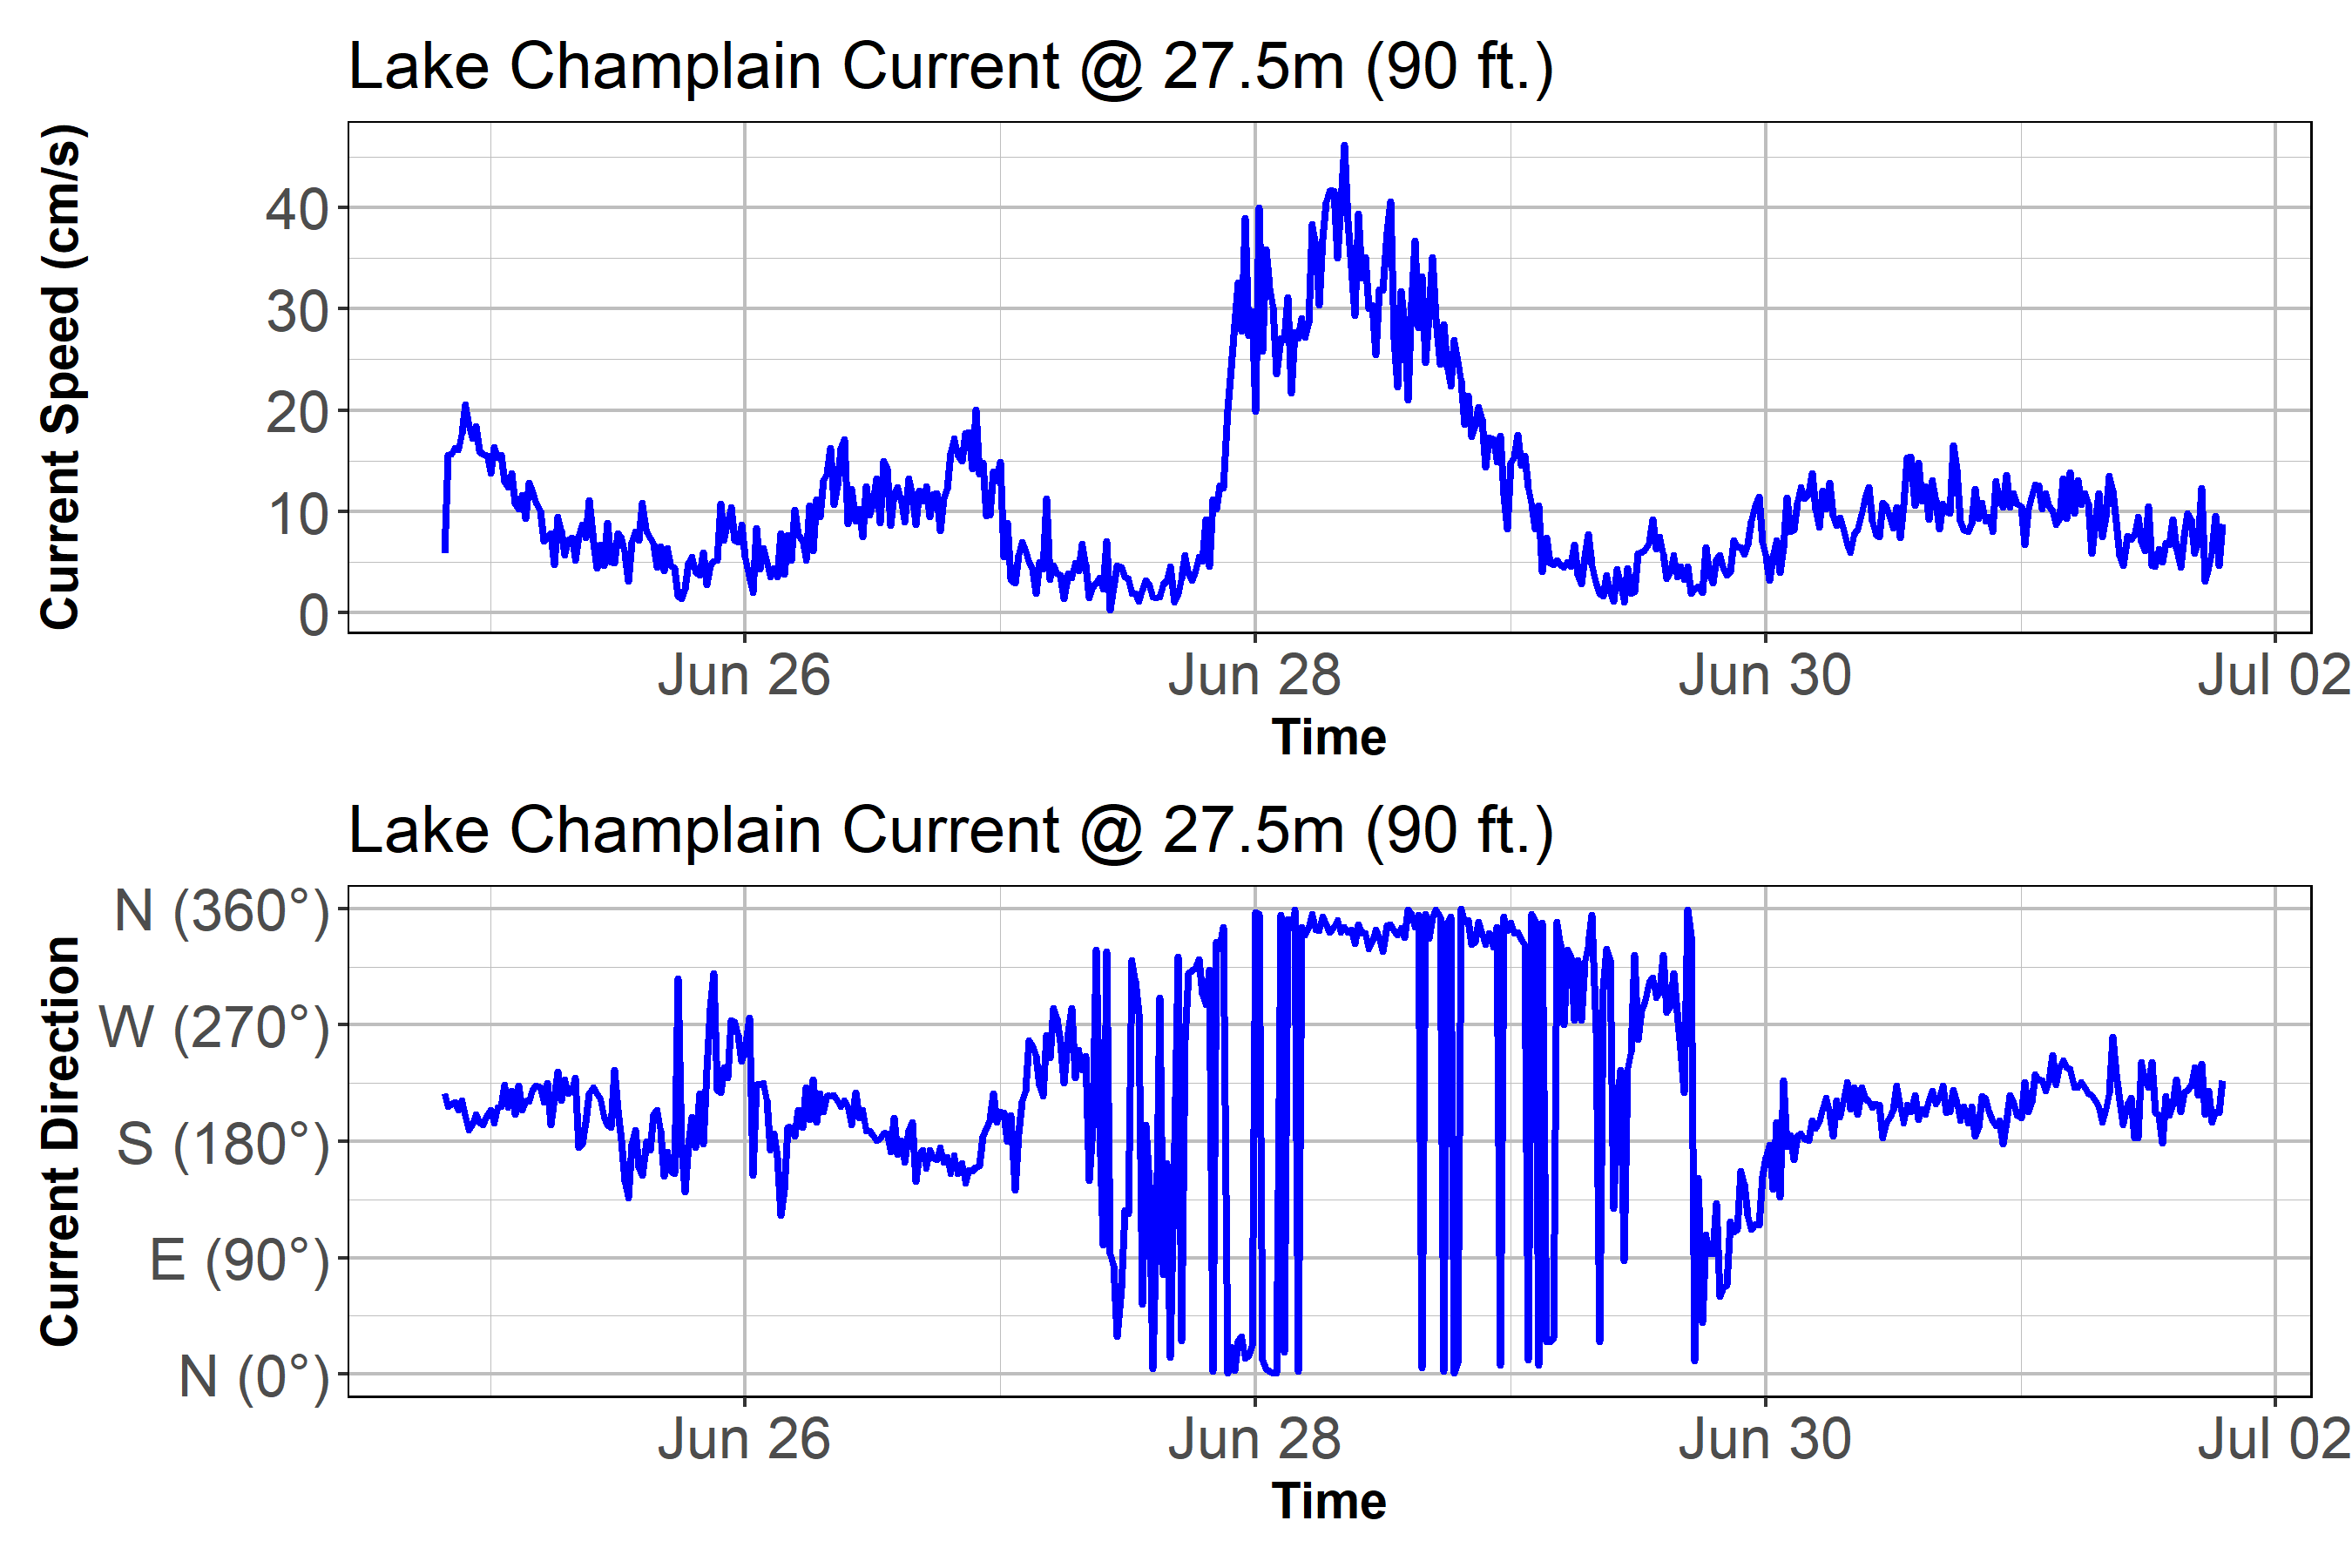 Lake Champlain Current @ 27.5m (90 ft.)
Current Speed (cm/s)
40
30
20
10
0
Jun 26 Jun 28 Jun 30 Jul 02
Time
Lake Champlain Current @ 27.5m (90 ft.)
Current Direction
N (360°)
W (270°)
S (180°)
E (90°)
N (0°)
Jun 26 Jun 28 Jun 30 Jul 02
Time